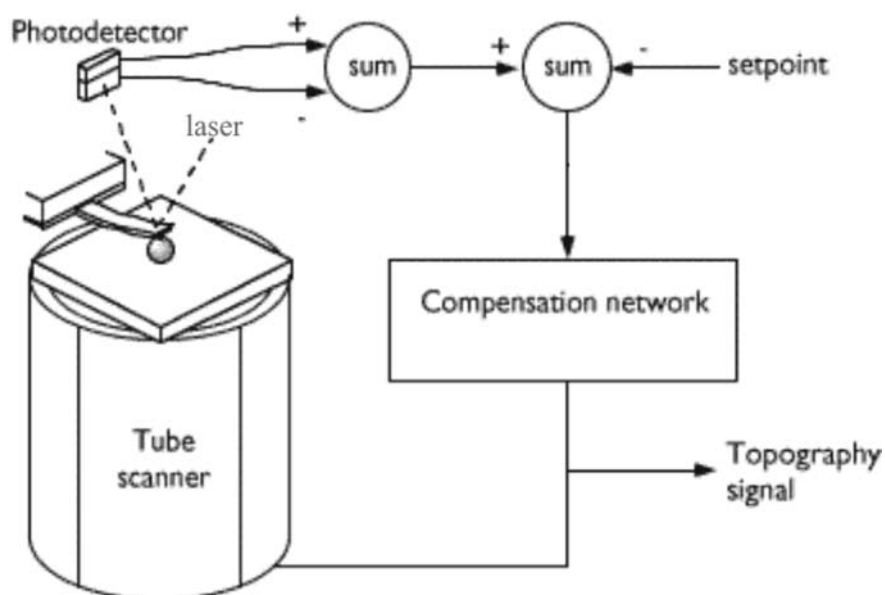 Photodetector
+
-
sum
+
sum
-
setpoint
laser
Compensation network
Tube
scanner
Topography
signal